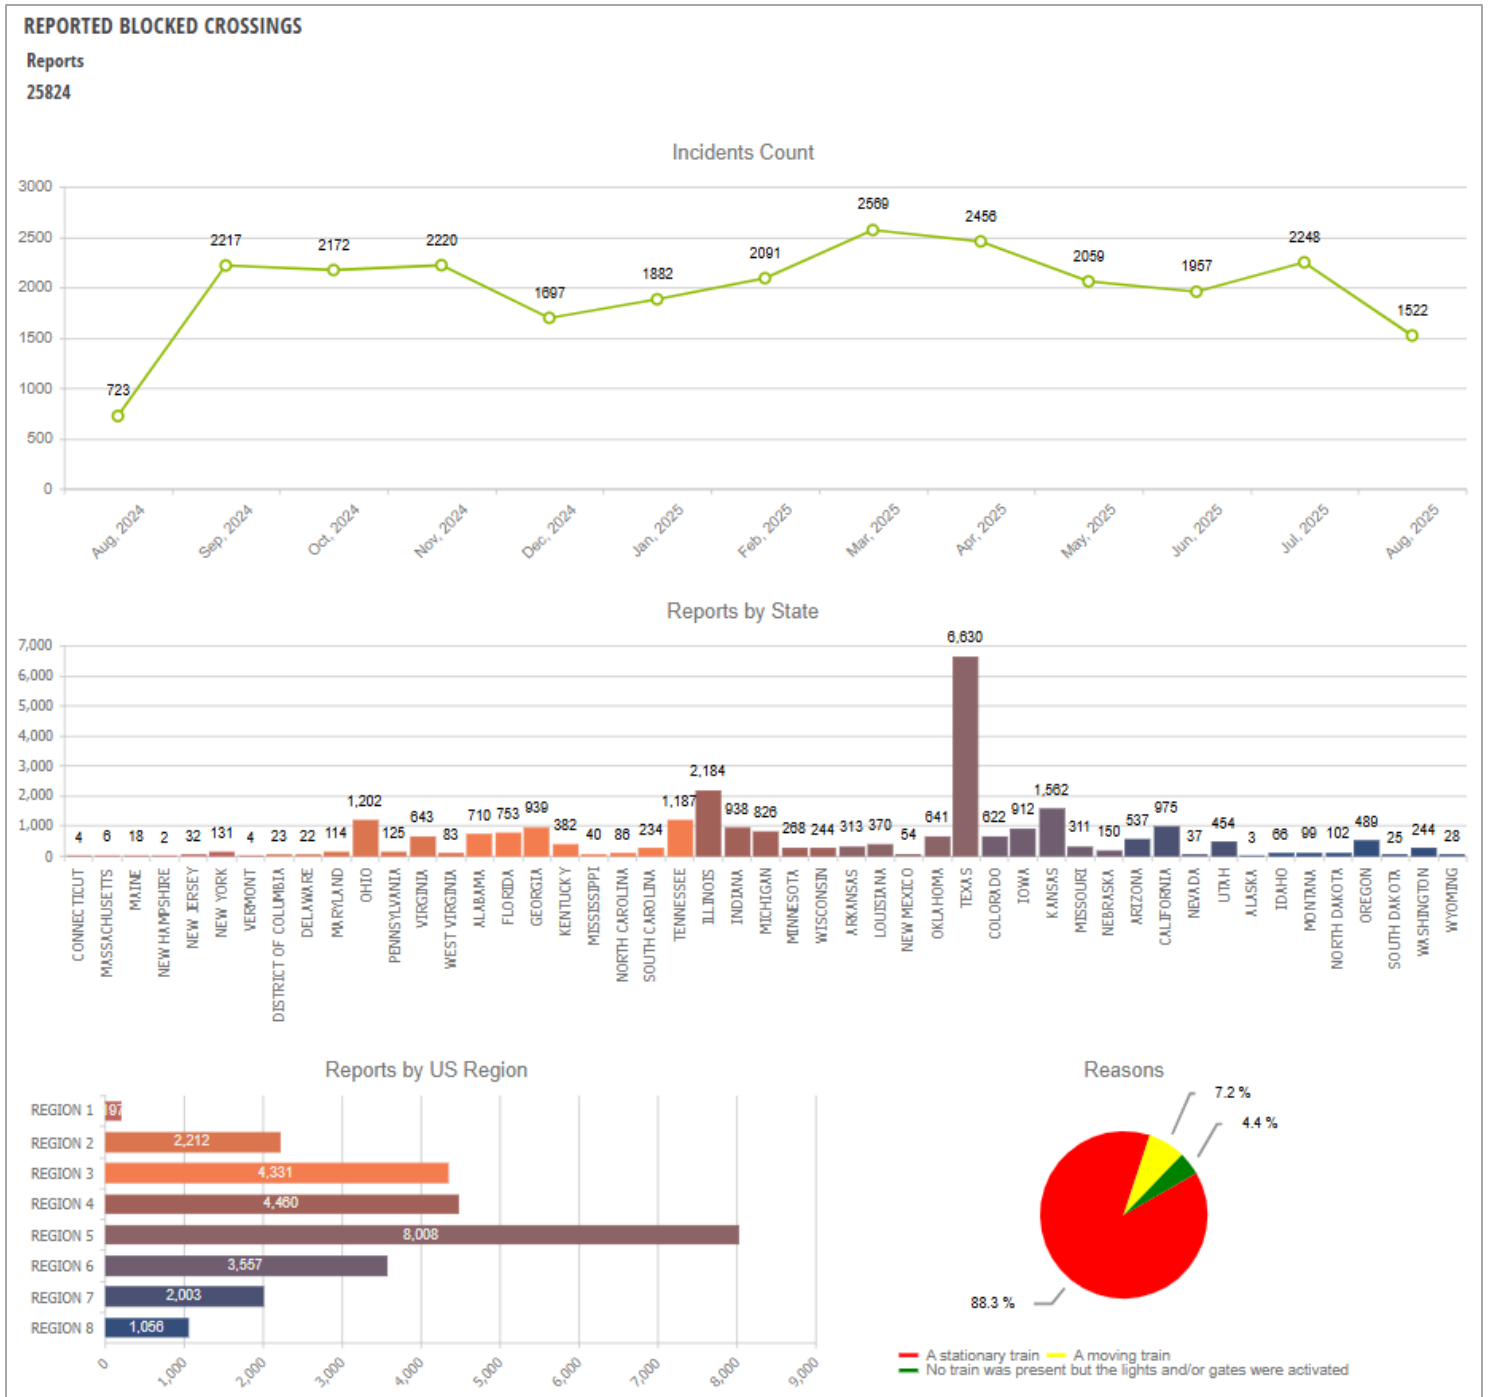 REPORTED BLOCKED CROSSINGS
Reports
25824
Incidents Count
3000
2500
2000
1500
1000
500
0
723
2217
2172
2220
1697
1882
2091
2569
2456
2059
1967
2248
1522
Aug, 2024
Sep, 2024
Oct, 2024
Nov, 2024
Dec, 2024
Jan, 2025
Feb, 2025
Mar, 2025
Apr, 2025
May, 2025
Jun, 2025
Jul, 2025
Aug, 2025
Reports by State
7,000
6,000
5,000
4,000
3,000
2,000
1,000
0
4
6
18
2
32
131
4
23
22
114
1,202
125
643
83
710
753
939
382
40
86
234
1,187
2,184
938
826
268
244
313
370
54
641
6,630
622
912
1,562
311
150
537
975
37
454
3
66
99
102
489
25
244
28
CONNECTICUT
MASSACHUSETTS
MAINE
NEW HAMPSHIRE
NEW JERSEY
NEW YORK
VERMONT
DISTRICT OF COLUMBIA
DELAWARE
MARYLAND
OHIO
PENNSYLVANIA
VIRGINIA
WEST VIRGINIA
ALABAMA
FLORIDA
GEORGIA
KENTUCKY
MISSISSIPPI
NORTH CAROLINA
SOUTH CAROLINA
TENNESSEE
ILLINOIS
INDIANA
MICHIGAN
MINNESOTA
WISCONSIN
ARKANSAS
LOUISIANA
NEW MEXICO
OKLAHOMA
TEXAS
COLORADO
IOWA
KANSAS
MISSOURI
NEBRASKA
ARIZONA
CALIFORNIA
NEVADA
UTAH
ALASKA
IDAHO
MONTANA
NORTH DAKOTA
OREGON
SOUTH DAKOTA
WASHINGTON
WYOMING
Reports by US Region
REGION 1 197
REGION 2 2,212
REGION 3 4,331
REGION 4 4,460
REGION 5 8,008
REGION 6 3,557
REGION 7 2,003
REGION 8 1,056
0
1,000
2,000
3,000
4,000
5,000
6,000
7,000
8,000
9,000
Reasons
7.2 %
4.4 %
88.3 %
A stationary train A moving train
No train was present but the lights and/or gates were activated